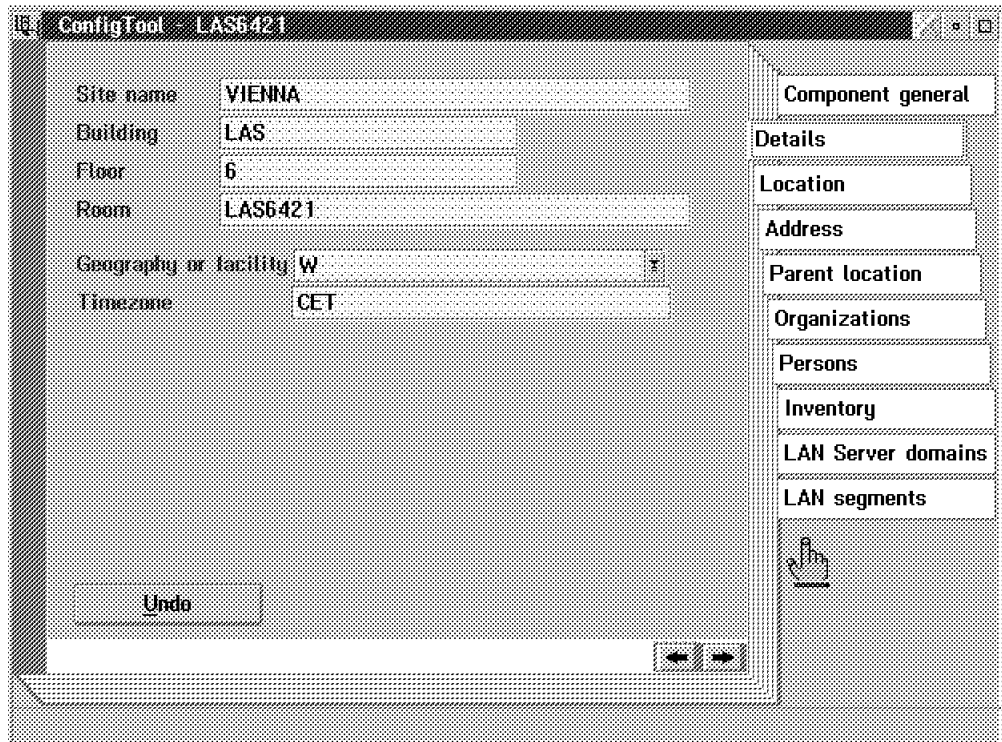 ConfigTool - LAS6421
Site name VIENNA
Building LAS
Floor 6
Room LAS6421
Geography or facility W
Timezone CET
Undo
Component general
Details
Location
Address
Parent location
Organizations
Persons
Inventory
LAN Server domains
LAN segments